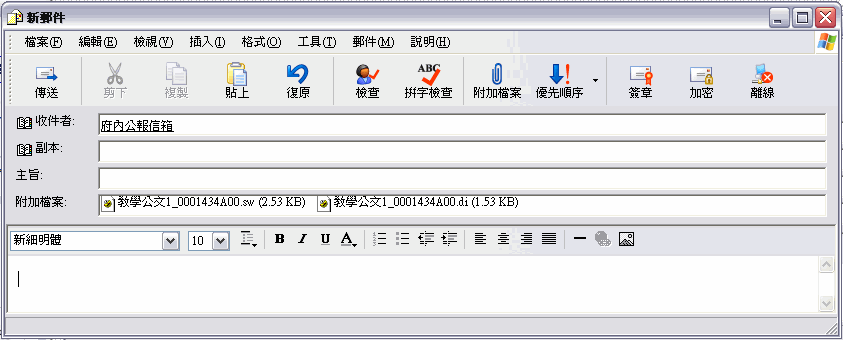 新郵件
檔案(F) 編輯(E) 檢視(V) 插入(I) 格式(O) 工具(T) 郵件(M) 說明(H)
傳送 剪下 複製 貼上 復原 檢查 拼字檢查 附加檔案 優先順序 簽章 加密 離線
ABC
收件者: 府內公報信箱
副本:
主旨:
附加檔案: 教學公文1_0001434A00.sw (2.53 KB) 教學公文1_0001434A00.di (1.53 KB)
新細明體 10 B I U A